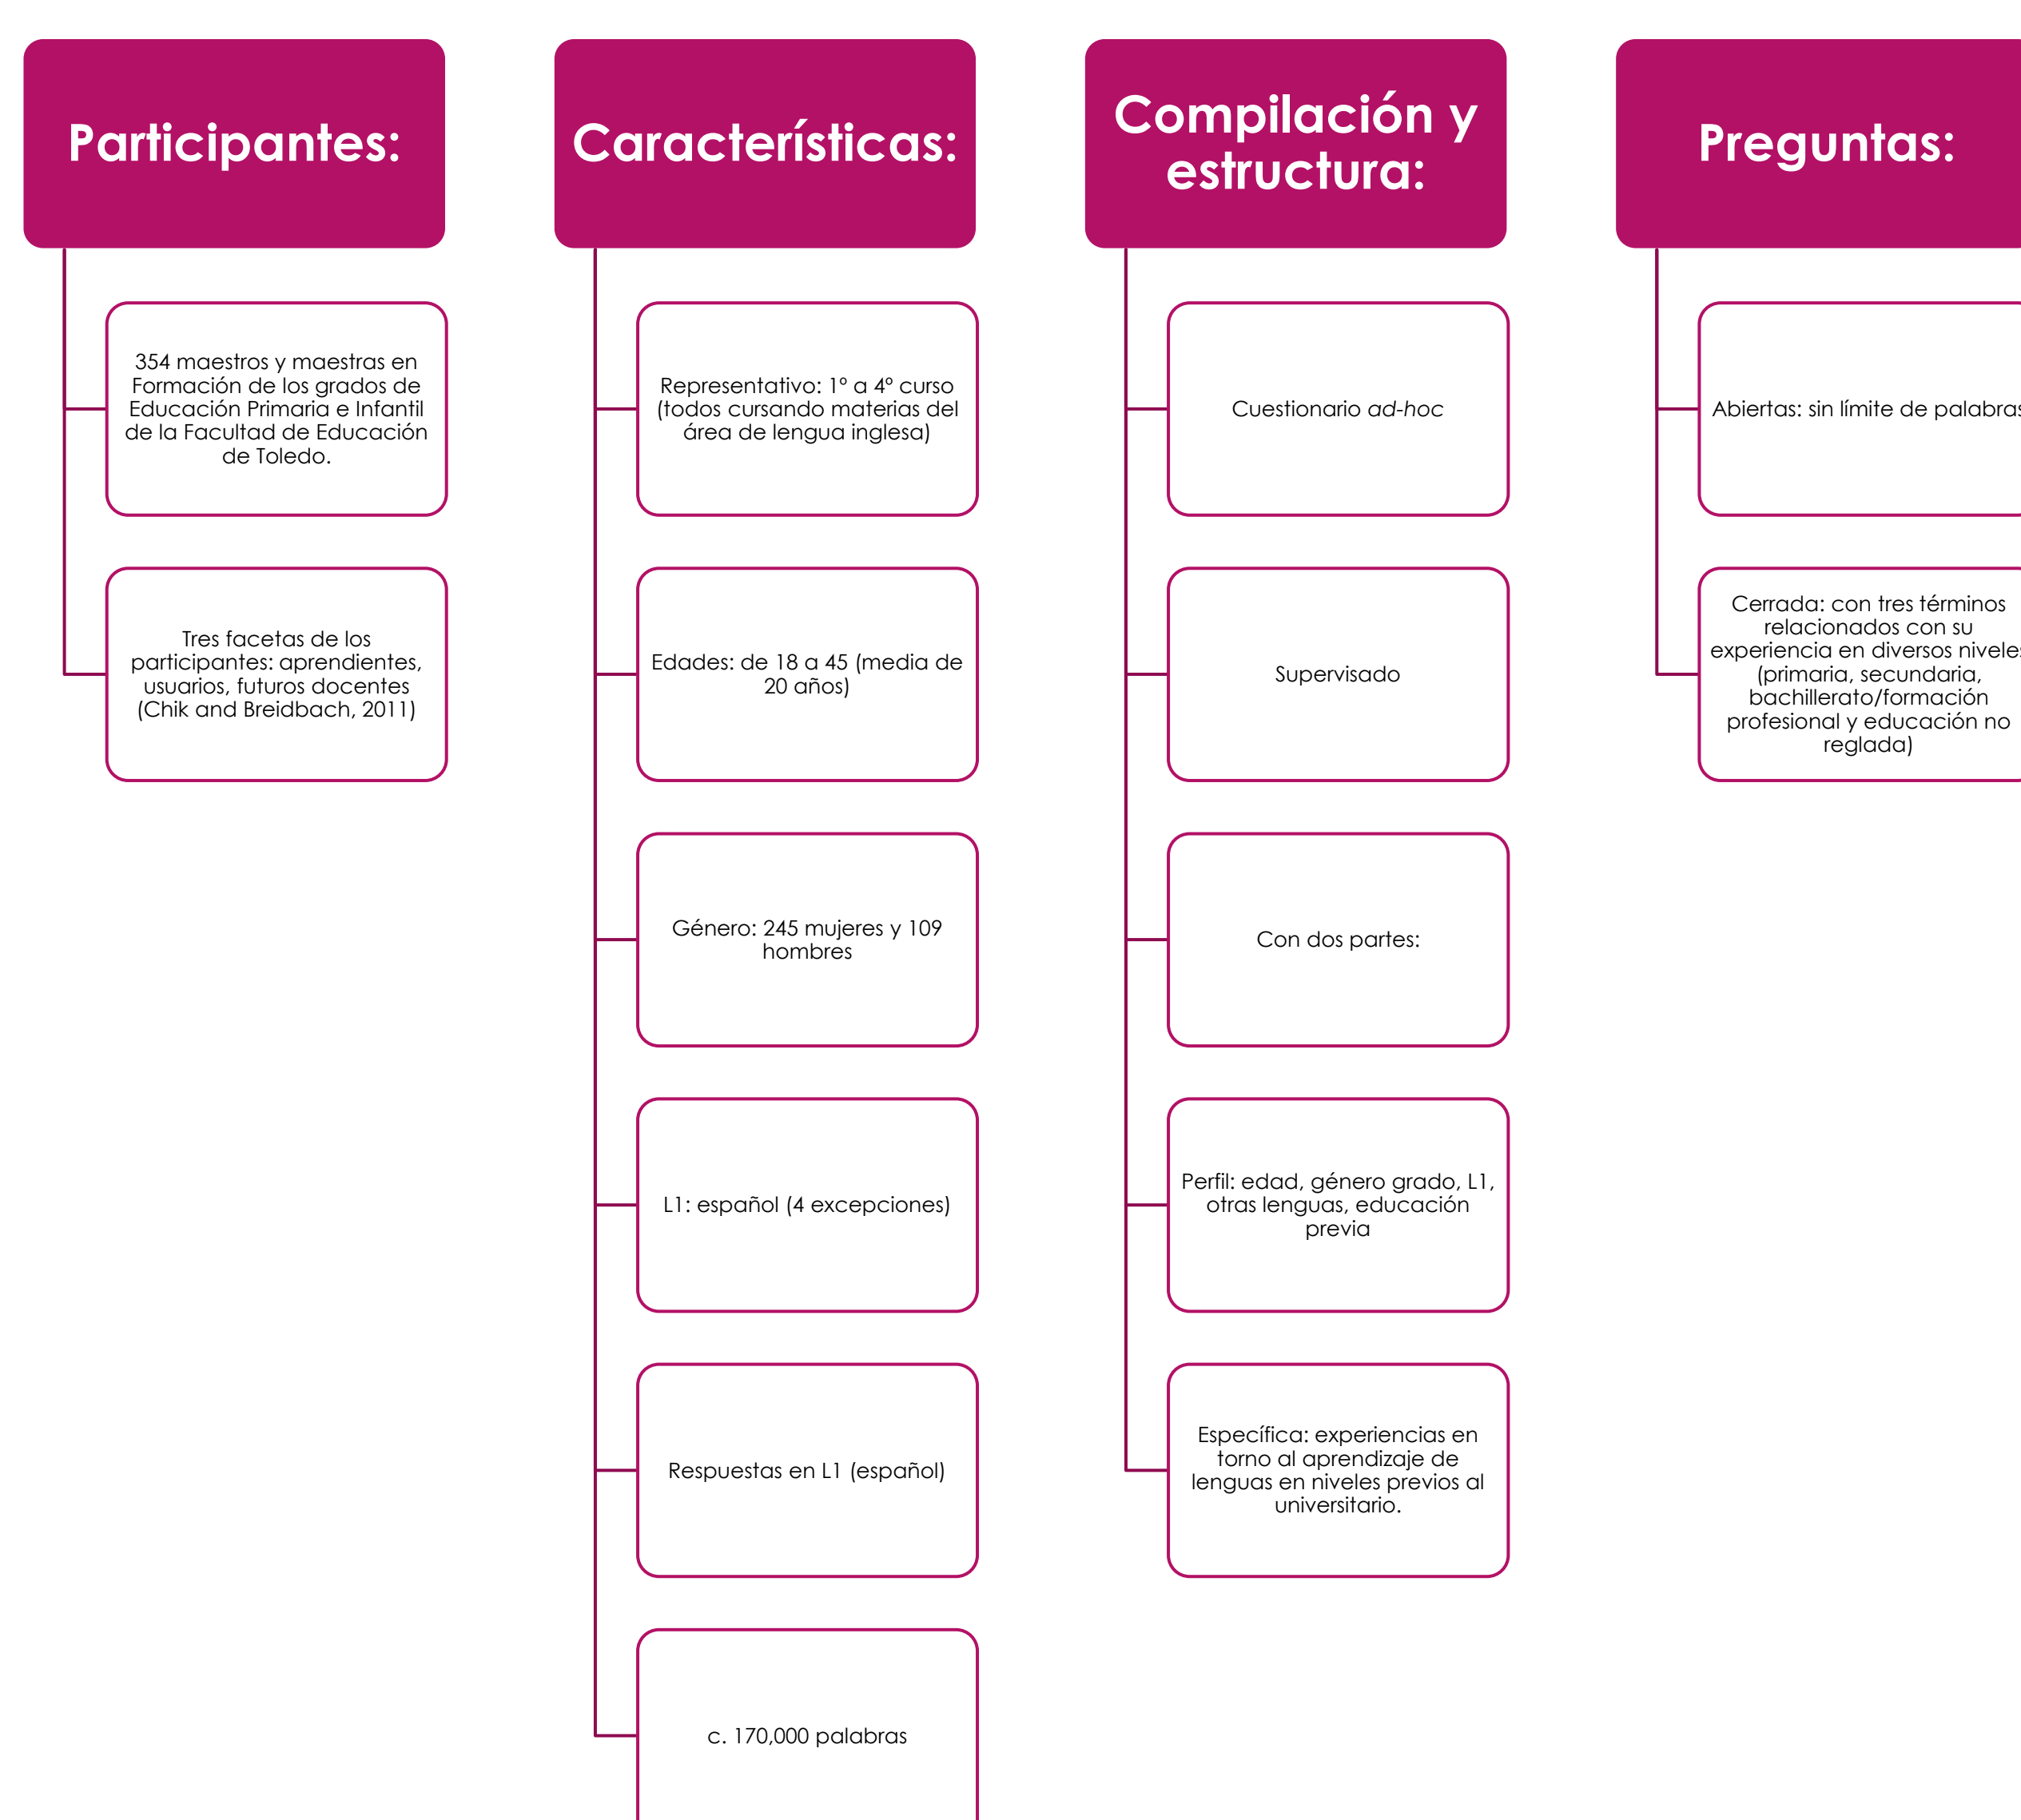 Participantes:
354 maestros y maestras en
Formación de los grados de
Educación Primaria e Infantil
de la Facultad de Educación
de Toledo.
Tres facetas de los
participantes: aprendientes,
usuarios, futuros docentes
(Chik and Breidbach, 2011)
Características:
Representativo: 1º a 4º curso
(todos cursando materias del
área de lengua inglesa)
Edades: de 18 a 45 (media de
20 años)
Género: 245 mujeres y 109
hombres
L1: español (4 excepciones)
Respuestas en L1 (español)
c. 170,000 palabras
Compilación y
estructura:
Cuestionario ad-hoc
Supervisado
Con dos partes:
Perfil: edad, género grado, L1,
otras lenguas, educación
previa
Específica: experiencias en
torno al aprendizaje de
lenguas en niveles previos al
universitario.
Preguntas:
Abiertas: sin límite de palabras
Cerrada: con tres términos
relacionados con su
experiencia en diversos niveles
(primaria, secundaria,
bachillerato/formación
profesional y educación no
reglada)